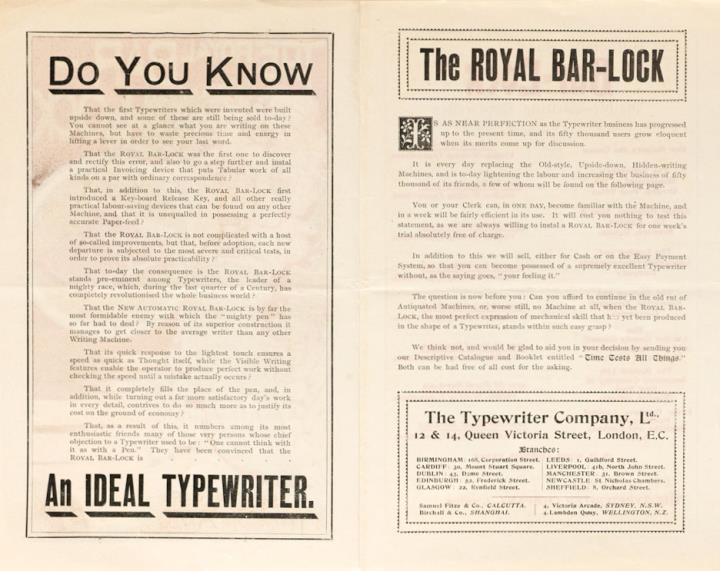 DO YOU KNOW
That the first Typewriters which were invented were built
upside down, and some of these are still being sold to-day?
You cannot see at a glance what you are writing on these
Machines, but have to waste precious time and energy in
lifting a lever in order to see your last word.
That the ROYAL BAR-LOCK was the first one to discover
and rectify this error, and also to go a step further and instal
a practical Invoicing device that puts Tabular work of all
kinds on a par with ordinary correspondence?
That, in addition to this, the ROYAL BAR-LOCK first
introduced a Key-board Release Key, and all other really
practical labour-saving devices that can be found on any other
Machine, and that it is unequalled in possessing a perfectly
accurate Paper-feed?
That the ROYAL BAR-LOCK is not complicated with a host
of so-called improvements, but that, before adoption, each new
departure is subjected to the most severe and critical tests, in
order to prove its absolute practicability?
That to-day the consequence is the ROYAL BAR-LOCK
stands pre-eminent among Typewriters, the leader of a
mighty race, which, during the last quarter of a Century, has
completely revolutionised the whole business world?
That the NEW AUTOMATIC ROYAL BAR-LOCK is by far the
most formidable enemy with which the "mighty pen" has
so far had to deal? By reason of its superior construction it
manages to get closer to the average writer than any other
Writing Machine.
That its quick response to the lightest touch ensures a
speed as quick as Thought itself, while the Visible Writing
features enable the operator to produce perfect work without
checking the speed until a mistake actually occurs?
That it completely fills the place of the pen, and, in
addition, while turning out a far more satisfactory day's work
in every detail, contrives to do so much more as to justify its
cost on the ground of economy?
That, as a result of this, it numbers among its most
enthusiastic friends many of those very persons whose chief
objection to a Typewriter used to be: "One cannot think with
it as with a Pen." They have been convinced that the
ROYAL BAR-LOCK is . . . . . . . .
An IDEAL TYPEWRITER.
The ROYAL BAR-LOCK
IS AS NEAR PERFECTION as the Typewriter business has progressed
up to the present time, and its fifty thousand users grow eloquent
when its merits come up for discussion.
It is every day replacing the Old-style, Upside-down, Hidden-writing
Machines, and is to-day lightening the labour and increasing the business of fifty
thousand of its friends, a few of whom will be found on the following page.
You or your Clerk can, in ONE DAY, become familiar with the Machine, and
in a week will be fairly efficient in its use. It will cost you nothing to test this
statement, as we are always willing to instal a ROYAL BAR-LOCK for one week's
trial absolutely free of charge.
In addition to this we will sell, either for Cash or on the Easy Payment
System, so that you can become possessed of a supremely excellent Typewriter
without, as the saying goes, "your feeling it."
The question is now before you: Can you afford to continue in the old rut of
Antiquated Machines, or, worse still, no Machine at all, when the ROYAL BAR-
LOCK, the most perfect expression of mechanical skill that has yet been produced
in the shape of a Typewriter, stands within such easy grasp?
We think not, and would be glad to aid you in your decision by sending you
our Descriptive Catalogue and Booklet entitled "Time Tests All Things."
Both can be had free of all cost for the asking.
The Typewriter Company, Ltd.,
12 & 14, Queen Victoria Street, London, E.C.
Branches:
BIRMINGHAM: 168, Corporation Street. LEEDS: 1, Guildford Street.
CARDIFF: 30, Mount Stuart Square. LIVERPOOL: 41b, North John Street.
DUBLIN: 43, Dame Street. MANCHESTER: 31, Brown Street.
EDINBURGH: 52, Frederick Street. NEWCASTLE: St. Nicholas Chambers.
GLASGOW: 22, Renfield Street. SHEFFIELD: 8, Orchard Street.
Samuel Fitze & Co., CALCUTTA. 4, Victoria Arcade, SYDNEY, N.S.W.
Birchall & Co., SHANGHAI. 4, Lambdon Quay, WELLINGTON, N.Z.